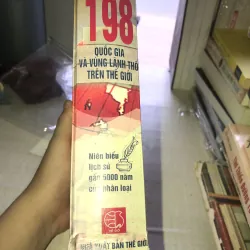 198
QUỐC GIA
VÀ VÙNG LÃNH THỔ
TRÊN THẾ GIỚI
Niên biểu
lịch sử
gần 5000 năm
của nhân loại
NHÀ XUẤT BẢN THẾ GIỚI